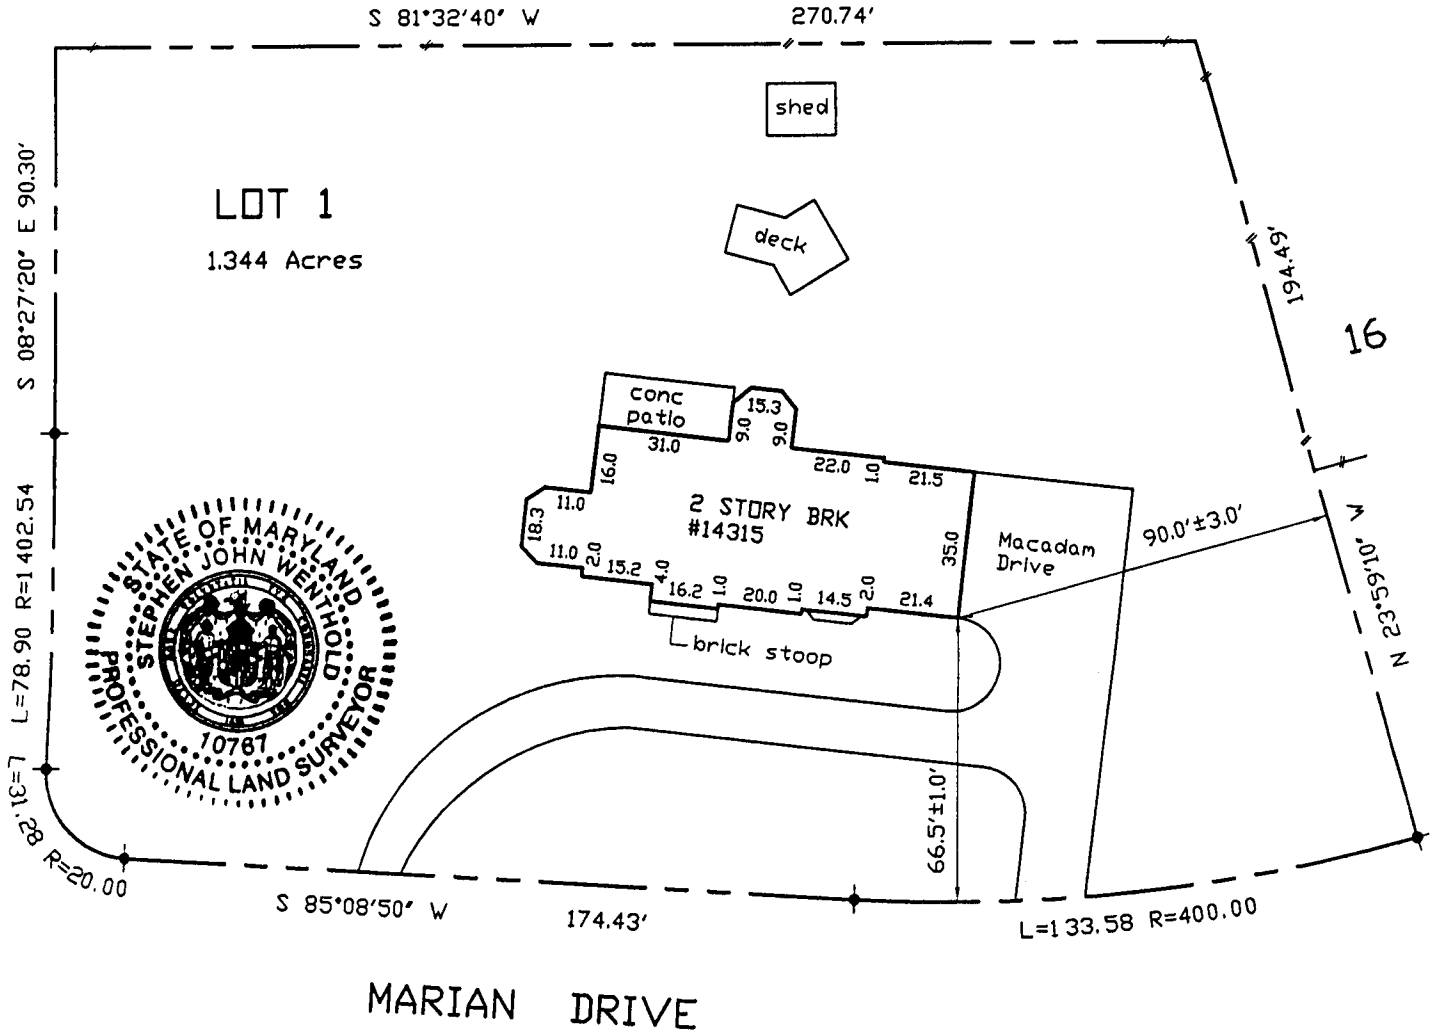 S 81°32'40" W 270.74'
shed
S 08°27'20" E 90.30'
LOT 1
1.344 Acres
deck
194.49'
16
conc
patio
15.3
9.0
9.0
31.0
16.0
22.0
1.0
21.5
11.0
18.3
2 STORY BRK
#14315
35.0
Macadam
Drive
90.0'±3.0'
N 23°59'10" W
11.0
2.0
15.2
4.0
16.2
1.0
20.0
1.0
14.5
2.0
21.4
brick stoop
L=78.90 R=1402.54
STATE OF MARYLAND
STEPHEN JOHN WENTHOLD
10767
PROFESSIONAL LAND SURVEYOR
66.5'±1.0'
L=31.28 R=20.00
S 85°08'50" W 174.43'
L=133.58 R=400.00
MARIAN DRIVE